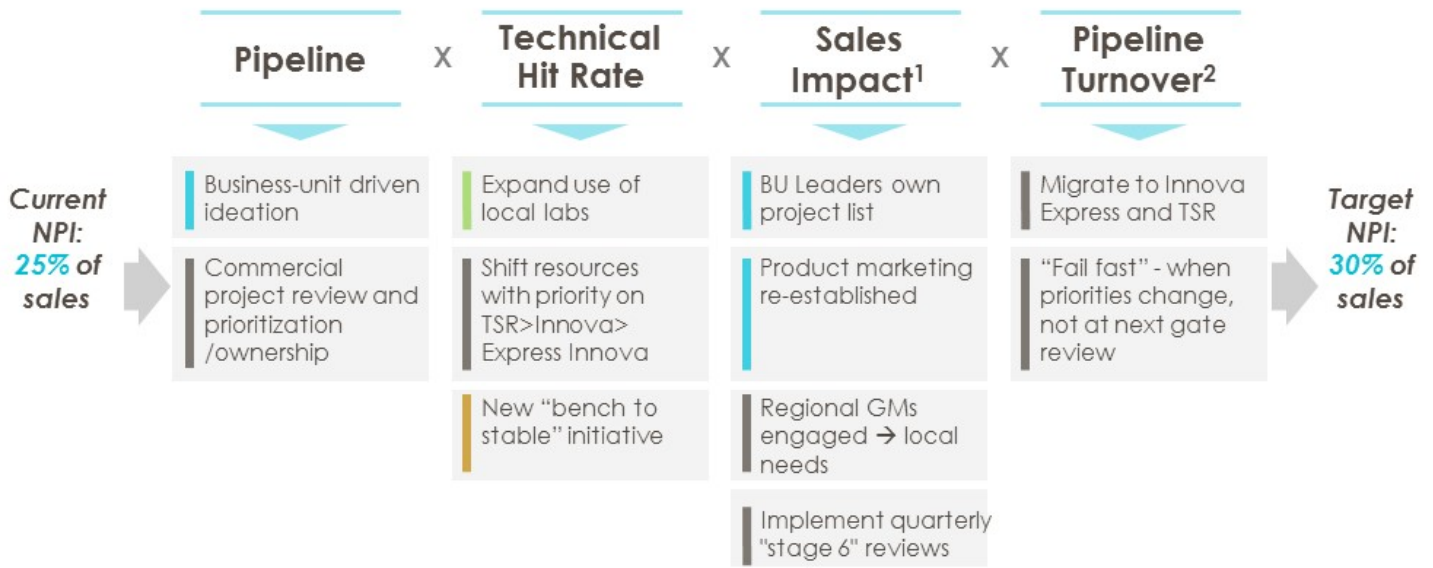 Pipeline
X
Technical
Hit Rate
X
Sales
Impact¹
X
Pipeline
Turnover²
Current
NPI:
25% of
sales
Business-unit driven
ideation
Commercial
project review and
prioritization
/ownership
Expand use of
local labs
Shift resources
with priority on
TSR>Innova>
Express Innova
New “bench to
stable” initiative
BU Leaders own
project list
Product marketing
re-established
Regional GMs
engaged → local
needs
Implement quarterly
"stage 6" reviews
Migrate to Innova
Express and TSR
“Fail fast” - when
priorities change,
not at next gate
review
Target
NPI:
30% of
sales